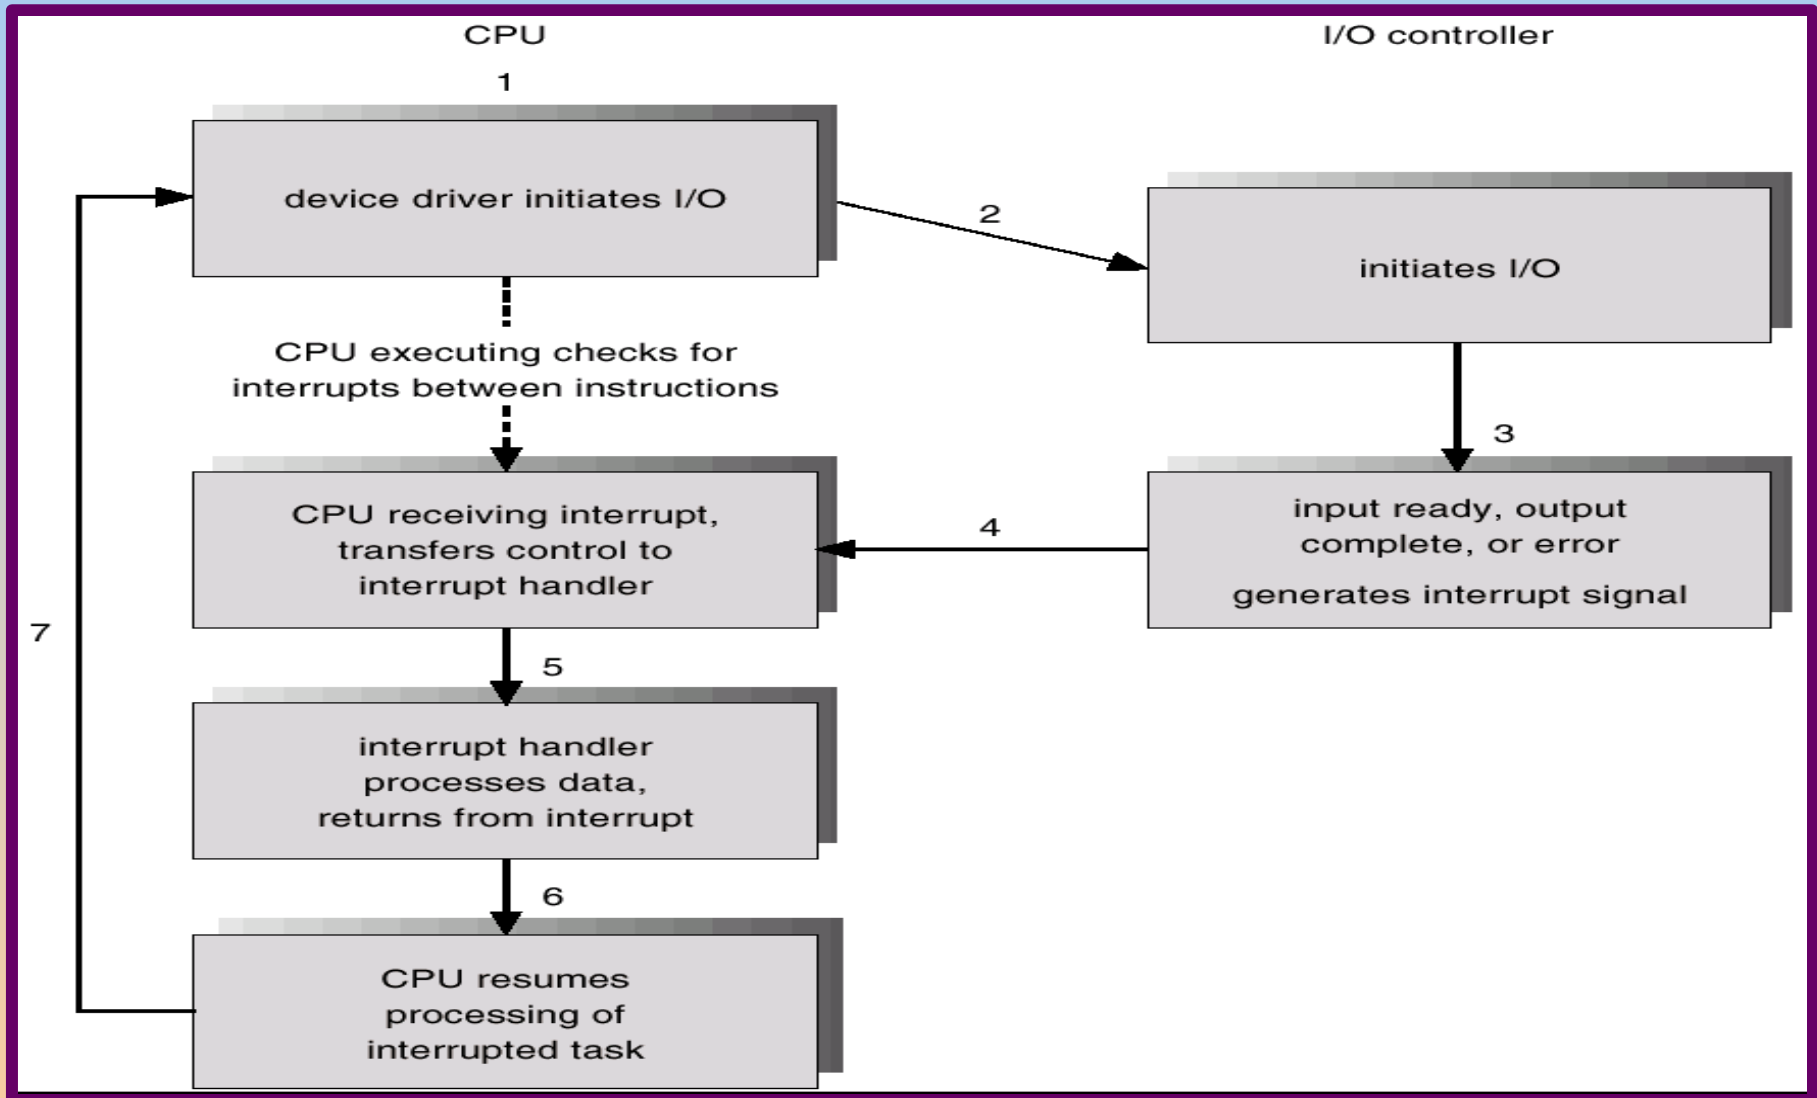 CPU
I/O controller
1
device driver initiates I/O
2
initiates I/O
CPU executing checks for
interrupts between instructions
3
CPU receiving interrupt,
transfers control to
interrupt handler
4
input ready, output
complete, or error
generates interrupt signal
7
5
interrupt handler
processes data,
returns from interrupt
6
CPU resumes
processing of
interrupted task